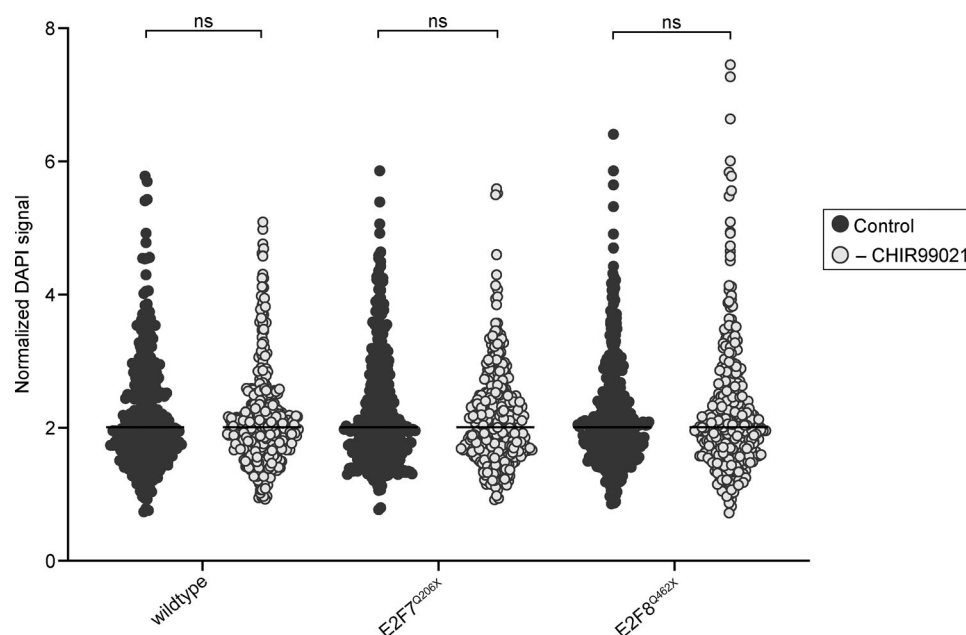 ns
ns
ns
8
6
4
2
0
Normalized DAPI signal
Control
– CHIR99021
wildtype
E2F7Q206X
E2F8Q462X